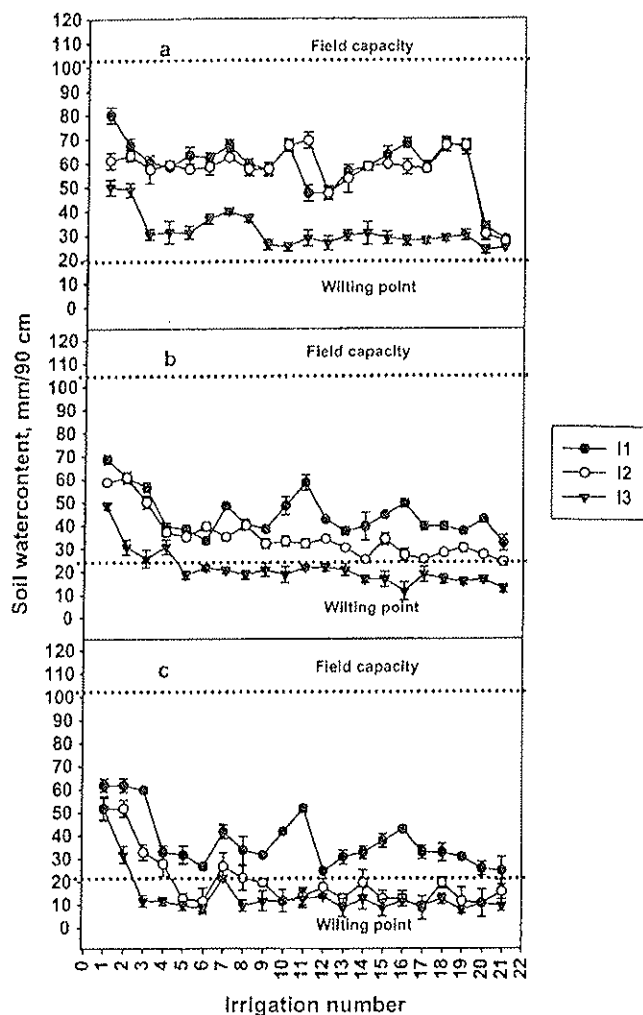 120
110
100
90
80
70
60
50
40
30
20
10
0
a
Field capacity
Wilting point
120
110
100
90
80
70
60
50
40
30
20
10
0
b
Field capacity
Wilting point
120
110
100
90
80
70
60
50
40
30
20
10
0
c
Field capacity
Wilting point
Soil watercontent, mm/90 cm
I1
I2
I3
0 1 2 3 4 5 6 7 8 9 10 11 12 13 14 15 16 17 18 19 20 21 22
Irrigation number